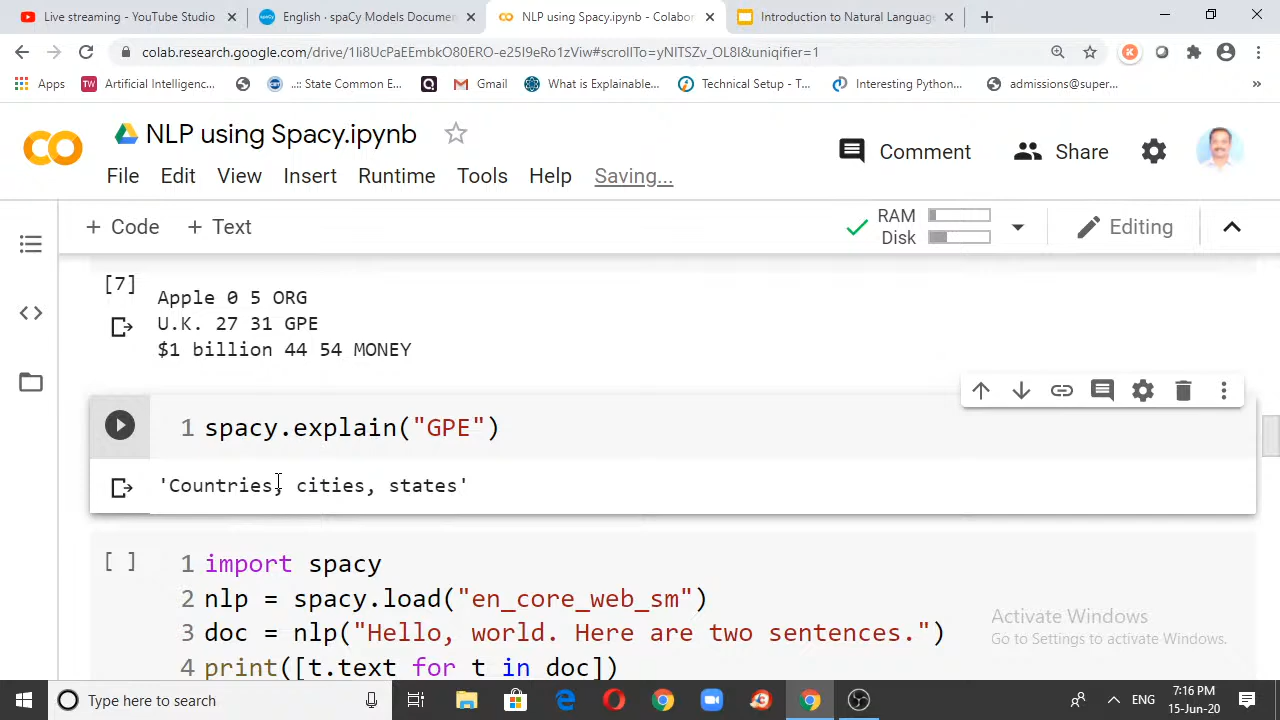 Live streaming - YouTube Studio
English · spaCy Models Docume
NLP using Spacy.ipynb - Colabor
Introduction to Natural Languag
colab.research.google.com/drive/1Ii8UcPaEEmbkO80ERO-e25I9eRo1zViw#scrollTo=yNITSZv_OL8I&uniqifier=1
Apps
TW
Artificial Intelligenc...
..:: State Common E...
Gmail
What is Explainable...
Technical Setup - T...
Interesting Python...
admissions@super...
»
NLP using Spacy.ipynb
Comment
Share
File Edit View Insert Runtime Tools Help Saving...
+ Code + Text
RAM
Disk
Editing
[7]
Apple 0 5 ORG
U.K. 27 31 GPE
$1 billion 44 54 MONEY
1 spacy.explain("GPE")
'Countries, cities, states'
[ ]
1 import spacy
2 nlp = spacy.load("en_core_web_sm")
3 doc = nlp("Hello, world. Here are two sentences.")
4 print([t.text for t in doc])
Activate Windows
Go to Settings to activate Windows.
Type here to search
ENG
7:16 PM
15-Jun-20